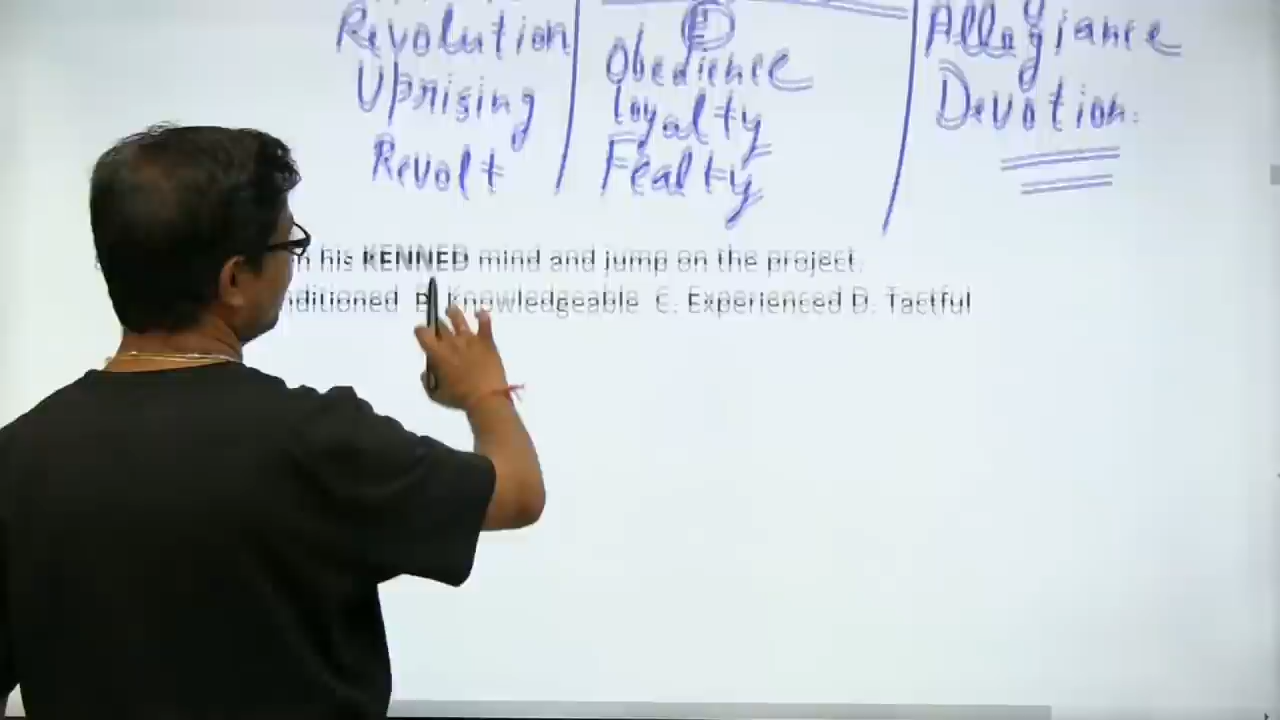 Revolution
Uprising
Revolt
E
Obedience
Loyalty
Fealty
Allegiance
Devotion.
his KENNED mind and jump on the project.
B. Knowledgeable C. Experienced D. Tactful